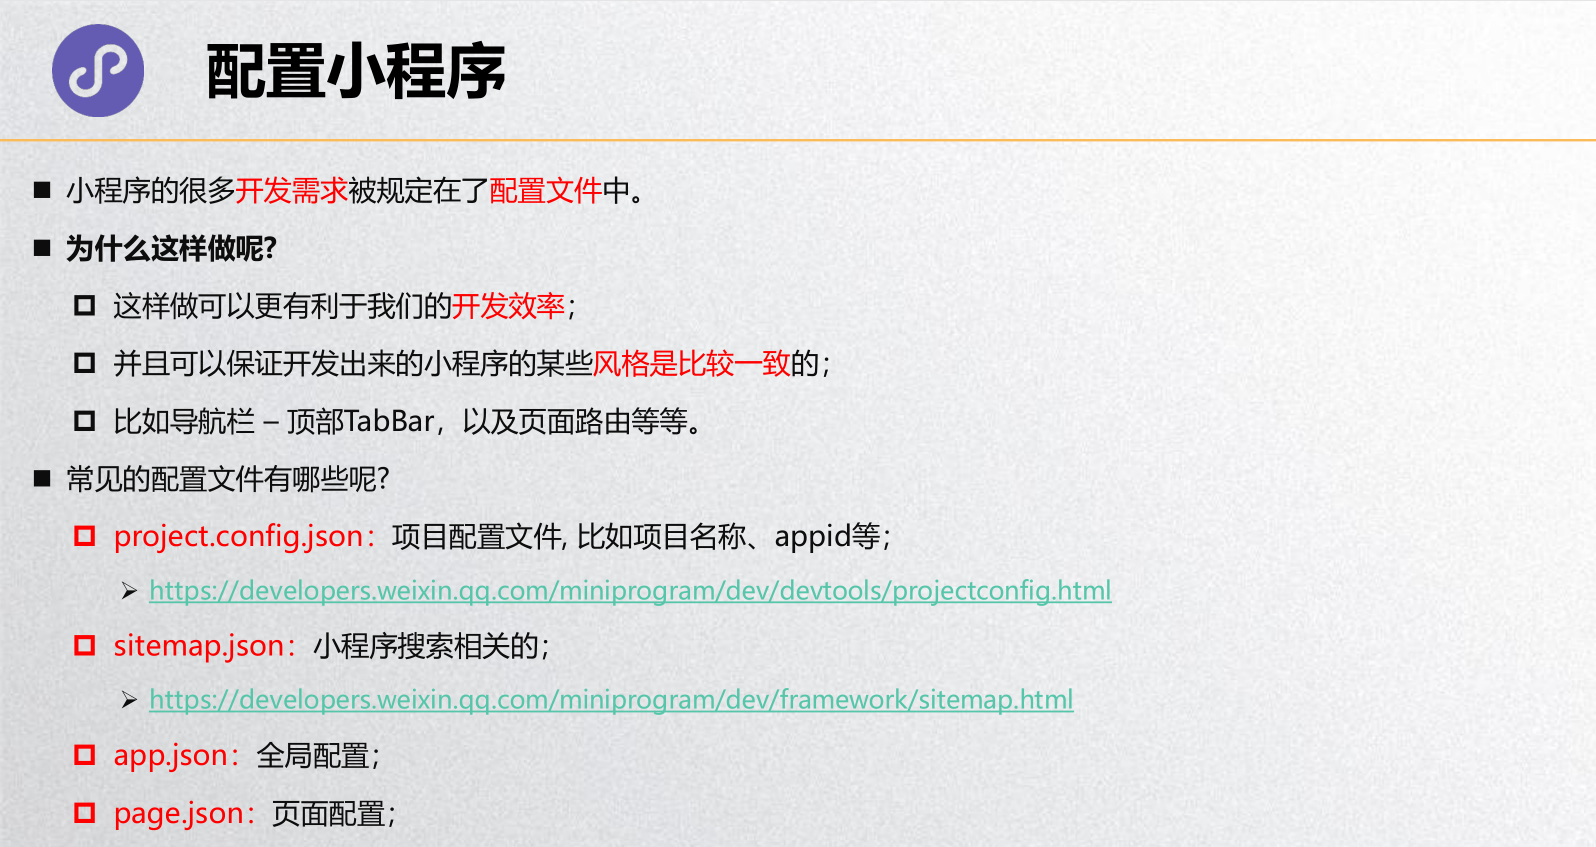 配置小程序
小程序的很多开发需求被规定在了配置文件中。
为什么这样做呢?
这样做可以更有利于我们的开发效率；
并且可以保证开发出来的小程序的某些风格是比较一致的；
比如导航栏 – 顶部TabBar，以及页面路由等等。
常见的配置文件有哪些呢?
project.config.json：项目配置文件, 比如项目名称、appid等；
https://developers.weixin.qq.com/miniprogram/dev/devtools/projectconfig.html
sitemap.json：小程序搜索相关的；
https://developers.weixin.qq.com/miniprogram/dev/framework/sitemap.html
app.json：全局配置；
page.json：页面配置；